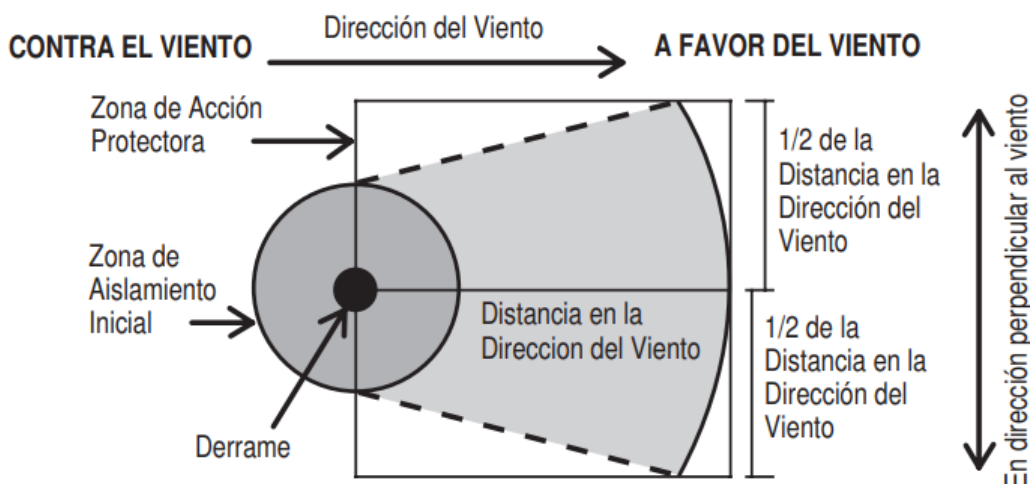 CONTRA EL VIENTO
Dirección del Viento
A FAVOR DEL VIENTO
Zona de Acción
Protectora
Zona de
Aislamiento
Inicial
Derrame
Distancia en la
Direccion del Viento
1/2 de la
Distancia en la
Dirección del
Viento
1/2 de la
Distancia en la
Dirección del
Viento
En dirección perpendicular al viento